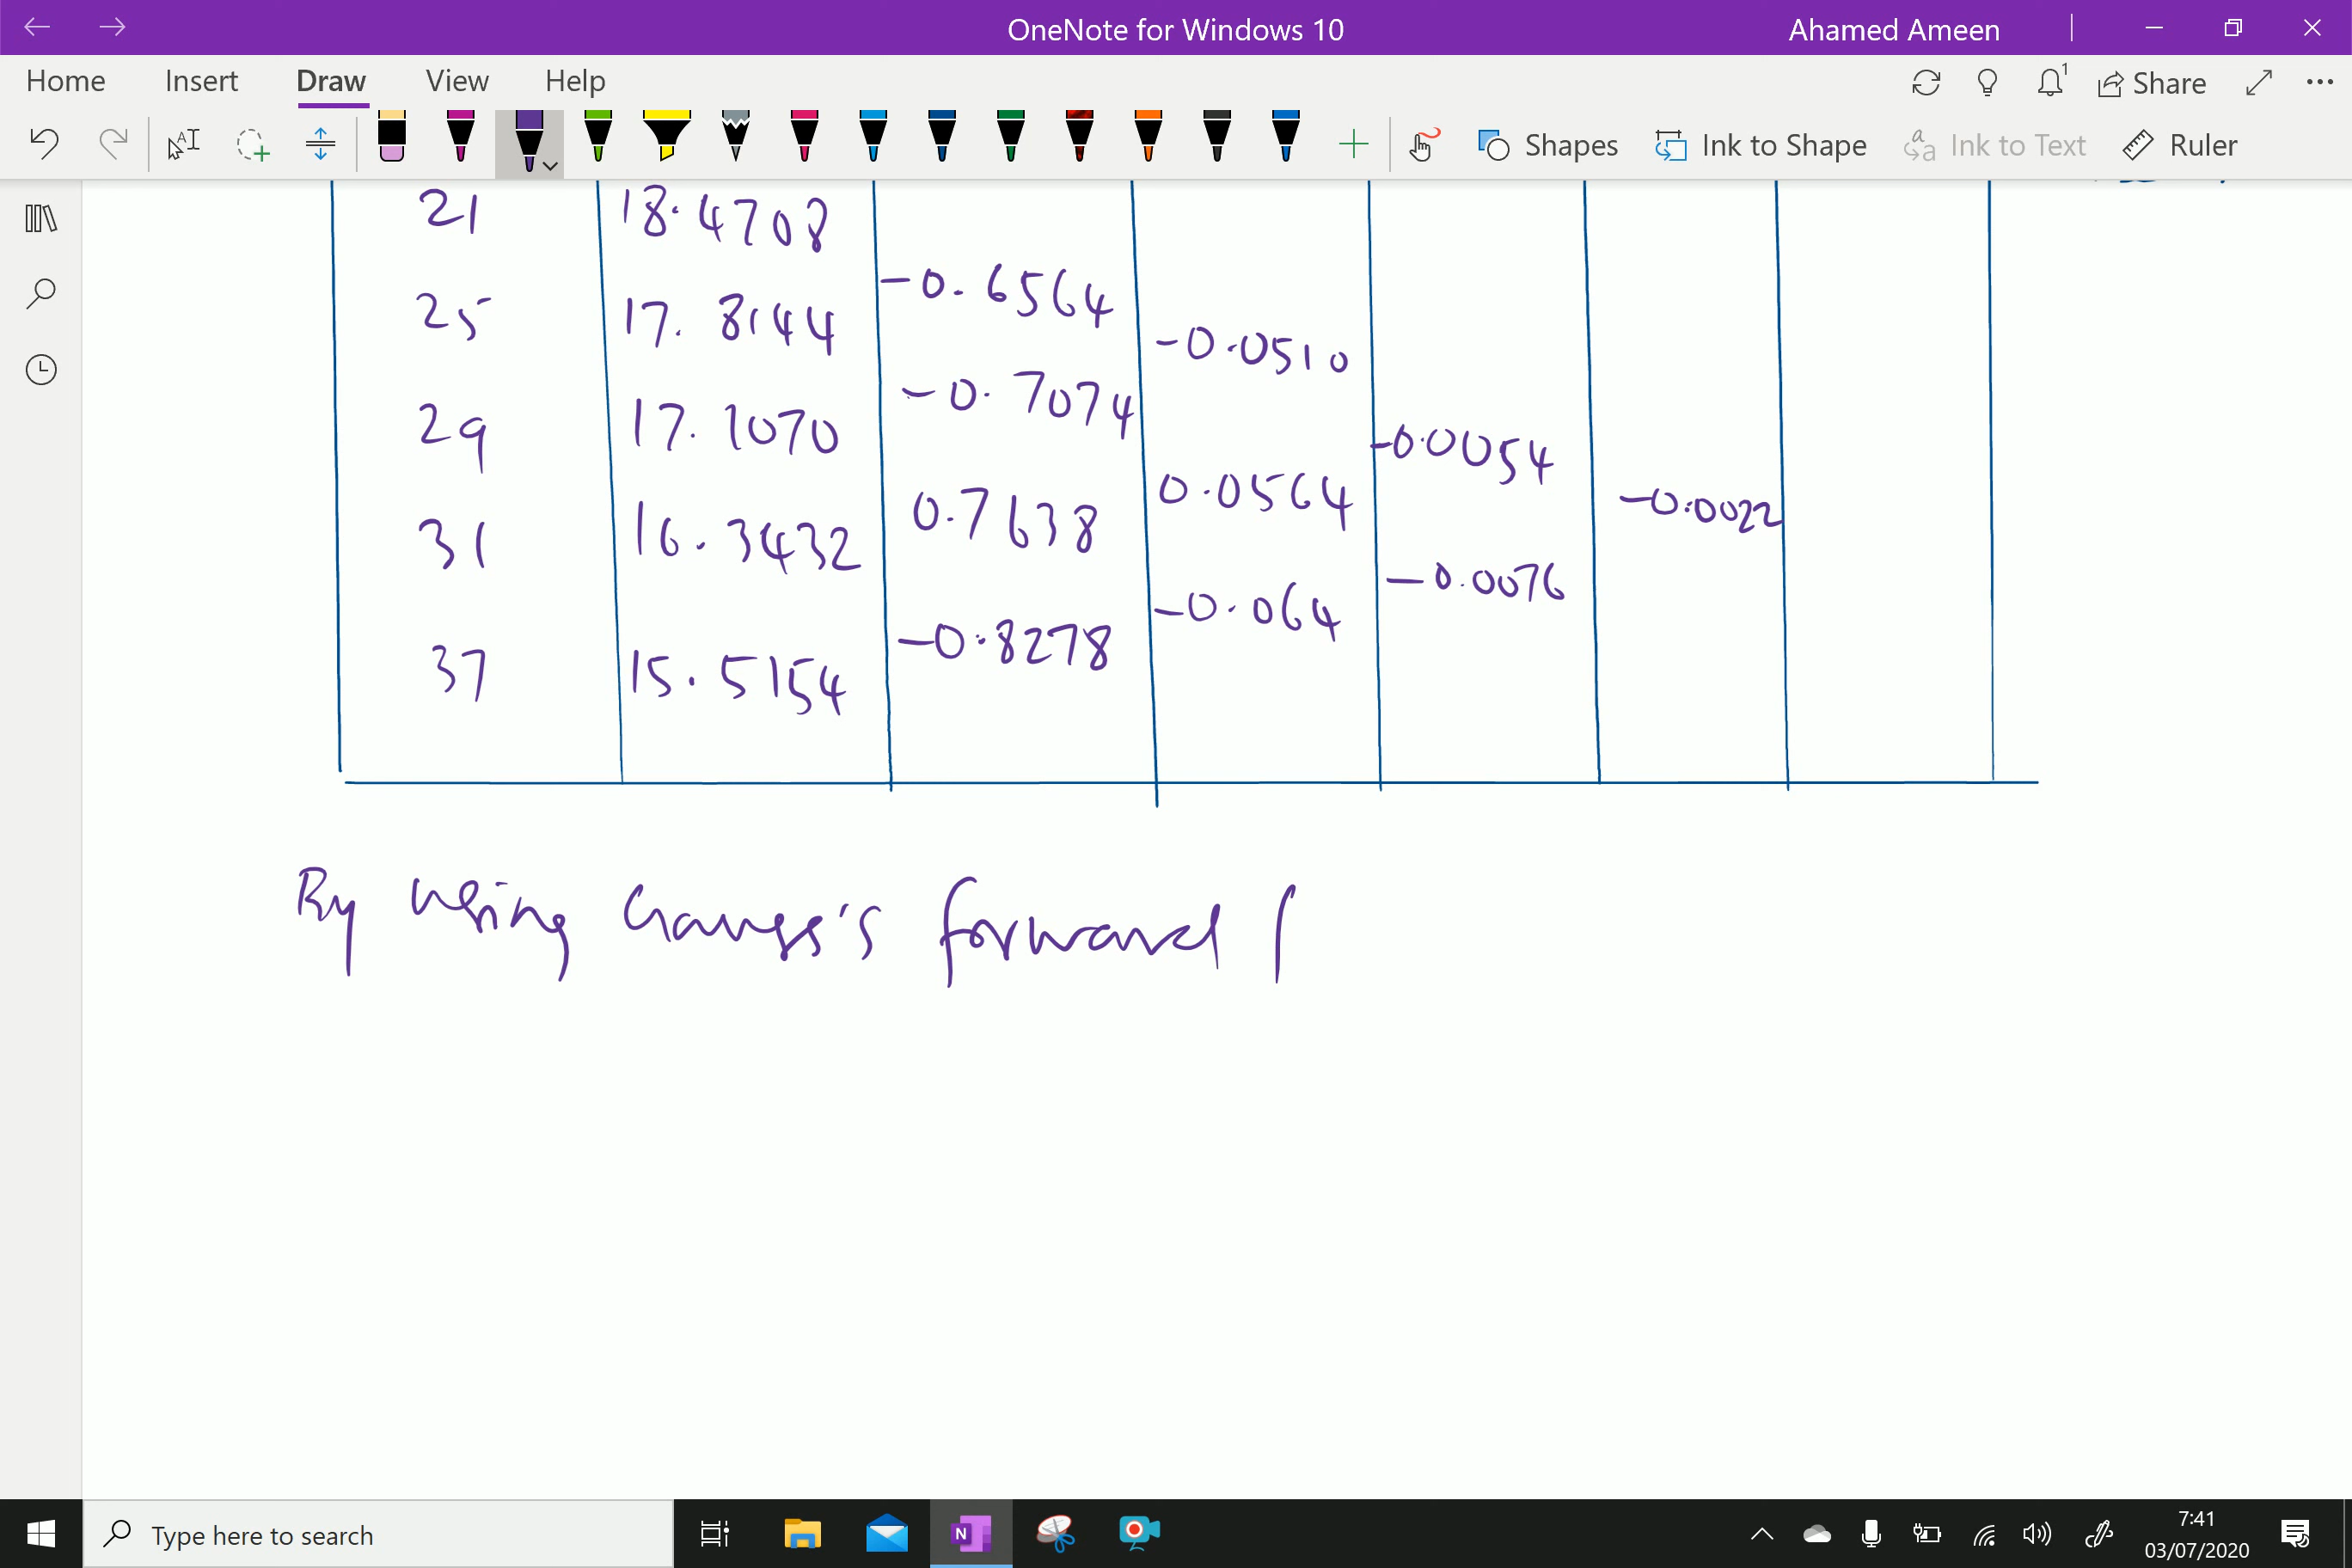 OneNote for Windows 10 Ahamed Ameen
Home Insert Draw View Help 1 Share
Shapes Ink to Shape Ink to Text Ruler
21 18.4708
-0.6564
25 17.8144 -0.0510
-0.7074
29 17.1070 -0.0054
0.7638 0.0564 -0.0022
31 16.3432 -0.0076
-0.8278 -0.064
37 15.5154
By using Gauss's forward f
Type here to search
7:41
03/07/2020